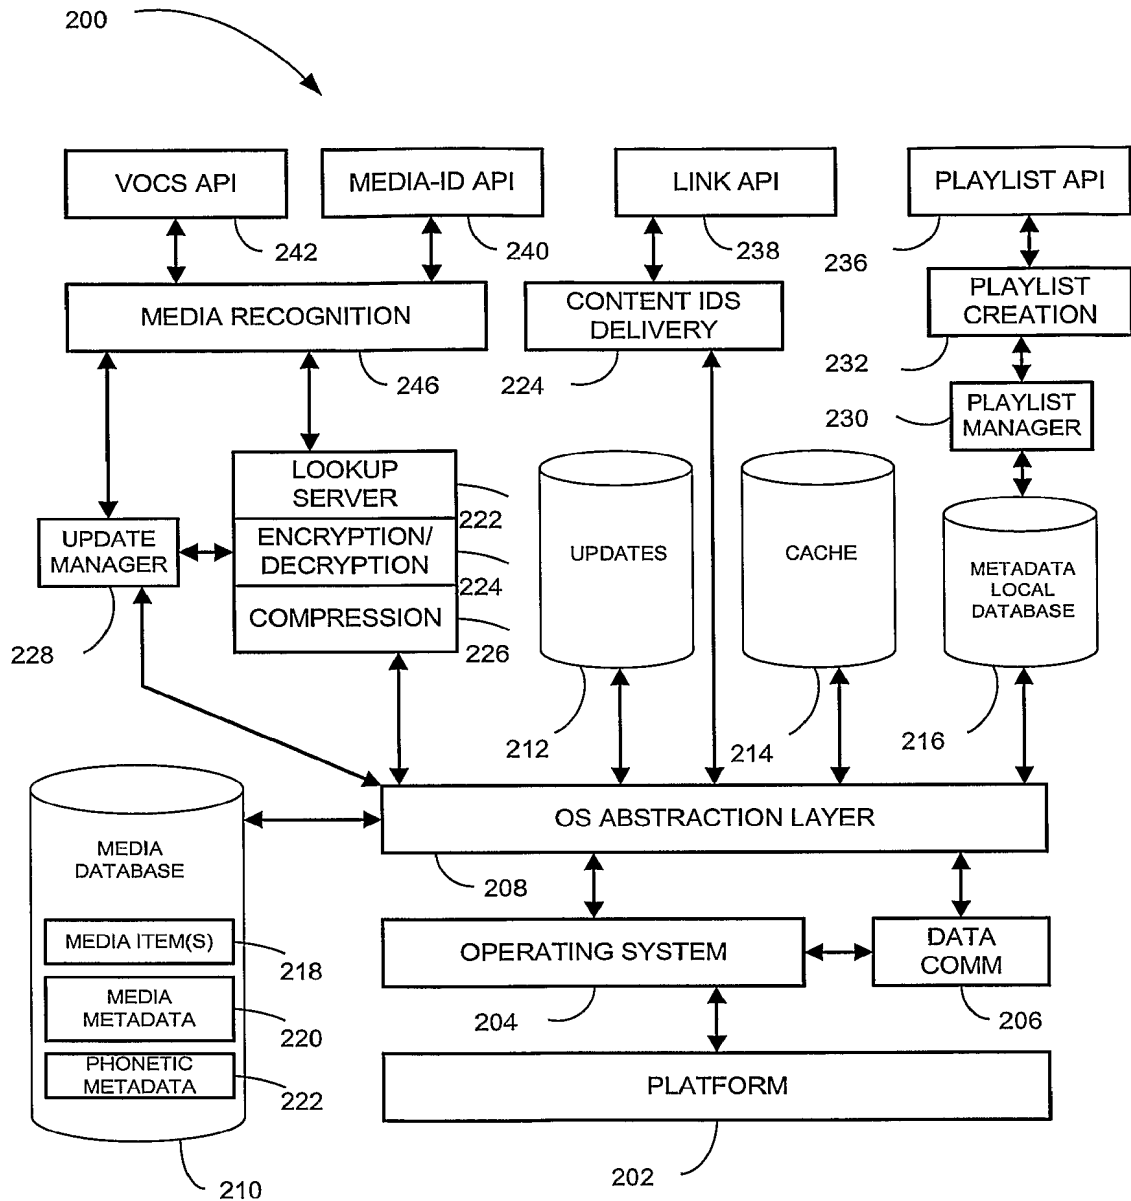 200
VOCS API
MEDIA-ID API
LINK API
PLAYLIST API
242
240
238
236
MEDIA RECOGNITION
CONTENT IDS
DELIVERY
PLAYLIST
CREATION
246
224
232
PLAYLIST
MANAGER
230
LOOKUP
SERVER
222
UPDATE
MANAGER
ENCRYPTION/
DECRYPTION
224
COMPRESSION
226
228
UPDATES
CACHE
METADATA
LOCAL
DATABASE
212
214
216
OS ABSTRACTION LAYER
208
MEDIA
DATABASE
MEDIA ITEM(S)
218
MEDIA
METADATA
220
PHONETIC
METADATA
222
210
OPERATING SYSTEM
DATA
COMM
204
206
PLATFORM
202